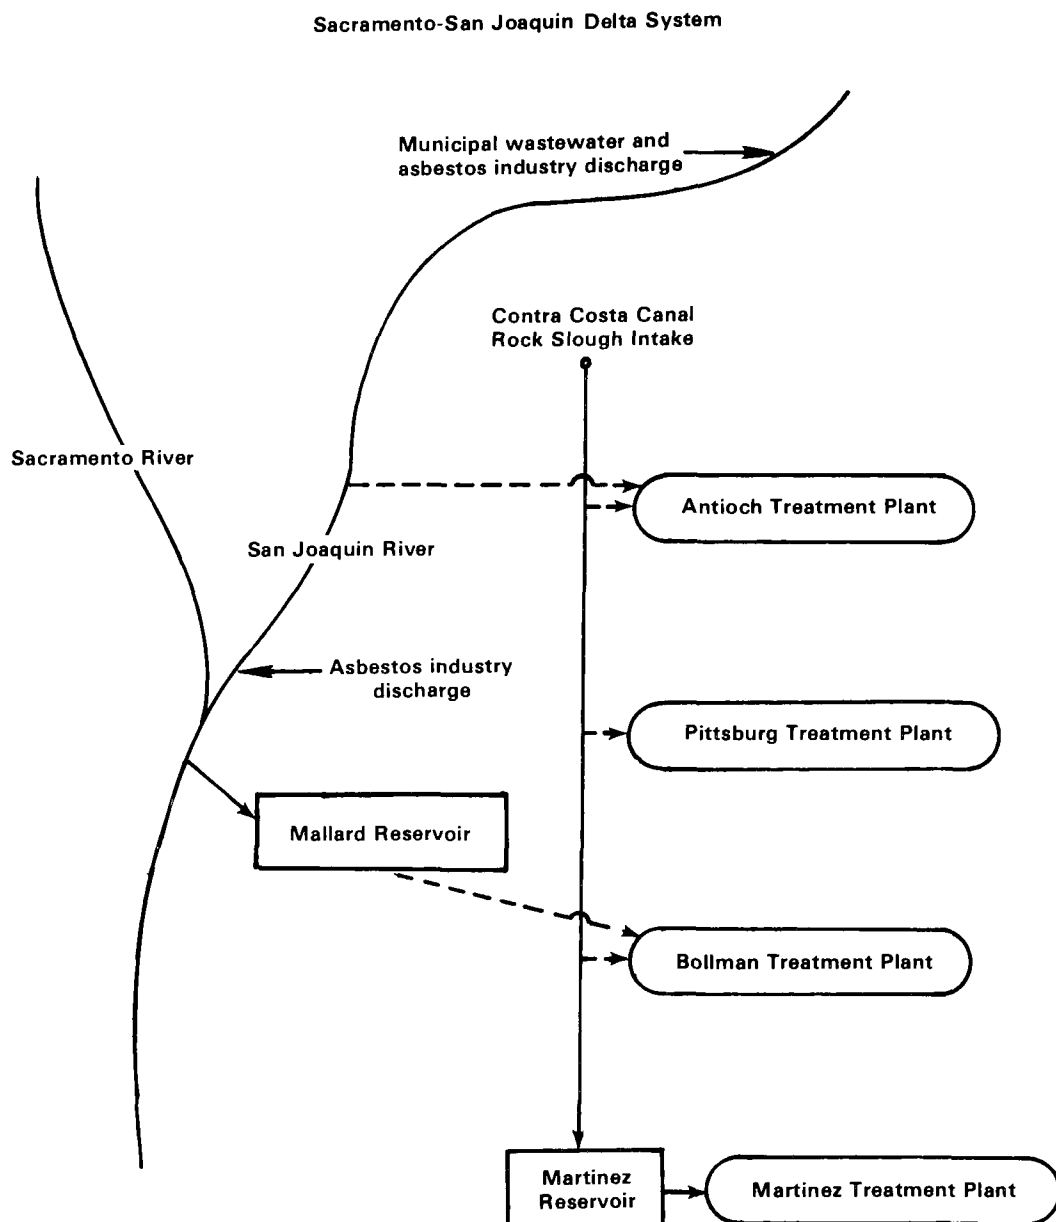 Sacramento-San Joaquin Delta System
Municipal wastewater and
asbestos industry discharge
Contra Costa Canal
Rock Slough Intake
Sacramento River
Antioch Treatment Plant
San Joaquin River
Asbestos industry
discharge
Pittsburg Treatment Plant
Mallard Reservoir
Bollman Treatment Plant
Martinez
Reservoir
Martinez Treatment Plant